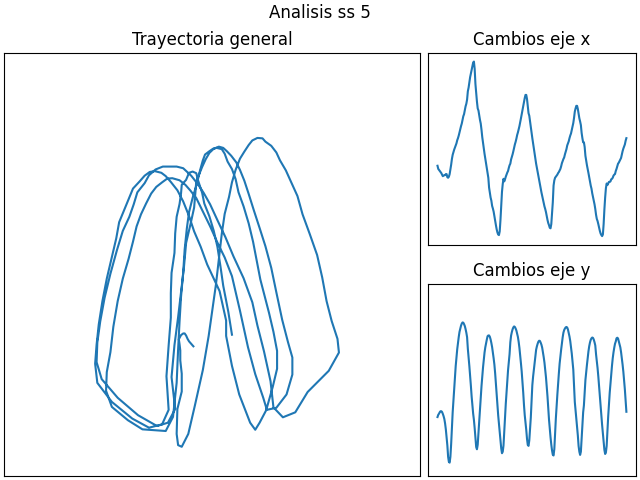 Analisis ss 5
Trayectoria general
Cambios eje x
Cambios eje y